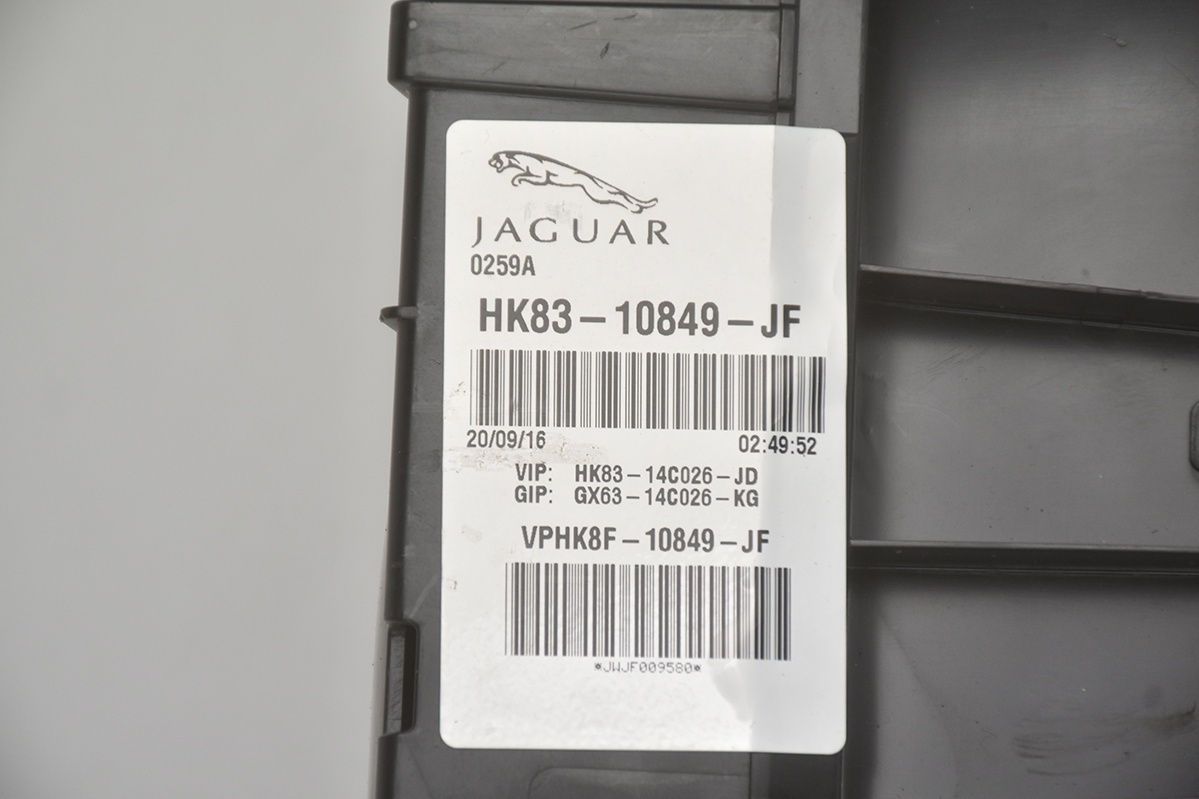 JAGUAR
0259A
HK83-10849-JF
20/09/16 02:49:52
VIP: HK83-14C026-JD
GIP: GX63-14C026-KG
VPHK8F-10849-JF
*JWJF009580*